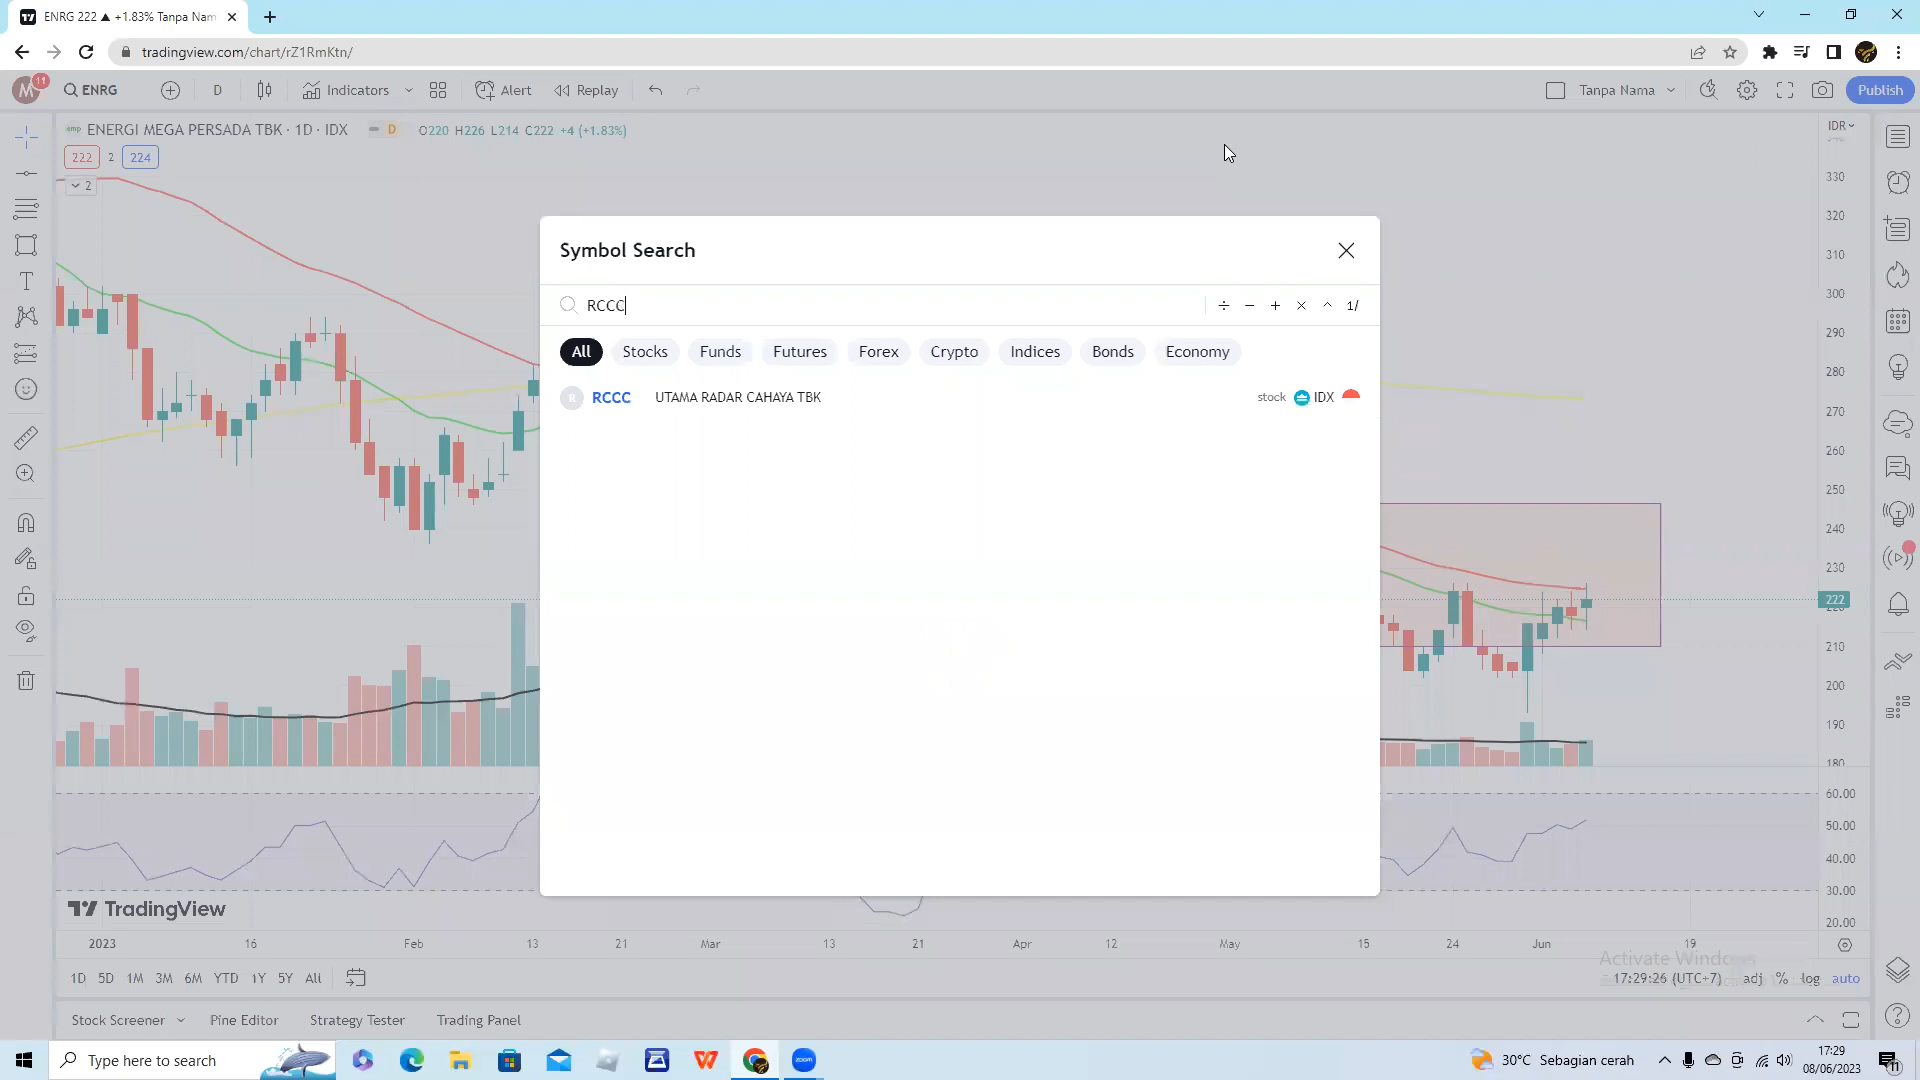 ENRG 222 ▲ +1.83% Tanpa Nam
tradingview.com/chart/rZ1RmKtn/
M 11 ENRG D Indicators Alert Replay Tanpa Nama Publish
ENERGI MEGA PERSADA TBK · 1D · IDX D O220 H226 L214 C222 +4 (+1.83%) IDR
222 2 224
2
330
320
310
300
290
280
270
260
250
240
230
222
210
200
190
180
60.00
50.00
40.00
30.00
20.00
Symbol Search
RCCC 1/
All Stocks Funds Futures Forex Crypto Indices Bonds Economy
R RCCC UTAMA RADAR CAHAYA TBK stock IDX
TradingView
2023 16 Feb 13 21 Mar 13 21 Apr 12 May 15 24 Jun 19
Activate Windows
1D 5D 1M 3M 6M YTD 1Y 5Y All 17:29:26 (UTC+7) adj % log auto
Stock Screener Pine Editor Strategy Tester Trading Panel
Type here to search zoom 30°C Sebagian cerah 17:29
08/06/2023 11